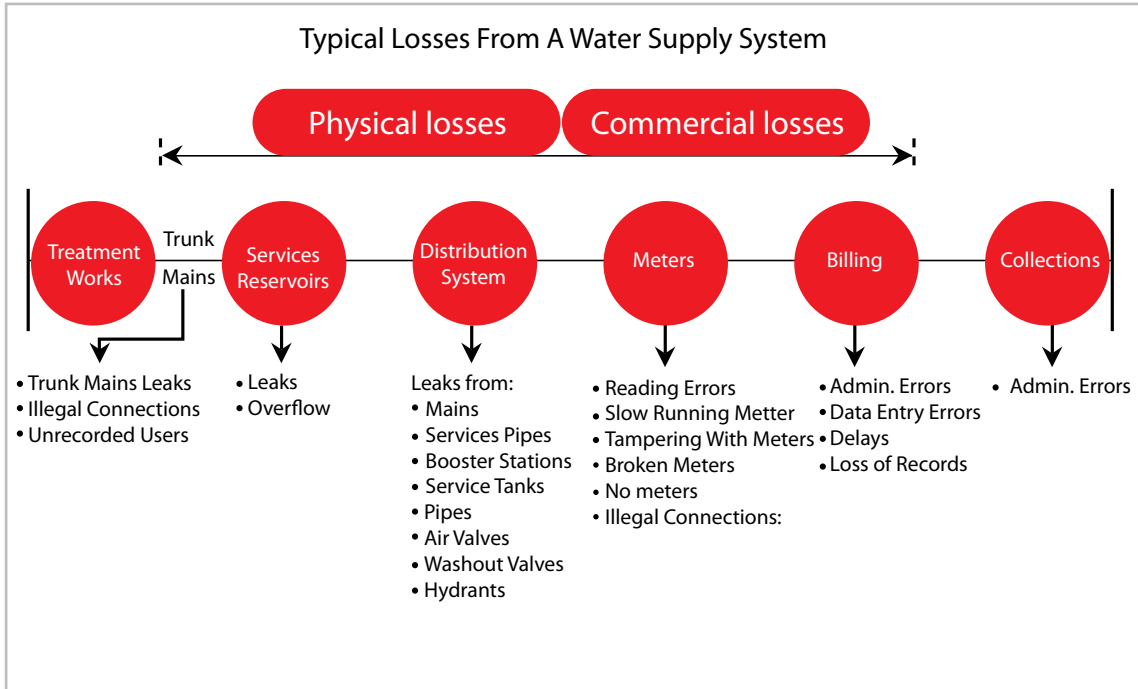 Typical Losses From A Water Supply System
Physical losses
Commercial losses
Treatment
Works
Trunk
Mains
Services
Reservoirs
Distribution
System
Meters
Billing
Collections
• Trunk Mains Leaks
• Illegal Connections
• Unrecorded Users
• Leaks
• Overflow
Leaks from:
• Mains
• Services Pipes
• Booster Stations
• Service Tanks
• Pipes
• Air Valves
• Washout Valves
• Hydrants
• Reading Errors
• Slow Running Metter
• Tampering With Meters
• Broken Meters
• No meters
• Illegal Connections:
• Admin. Errors
• Data Entry Errors
• Delays
• Loss of Records
• Admin. Errors